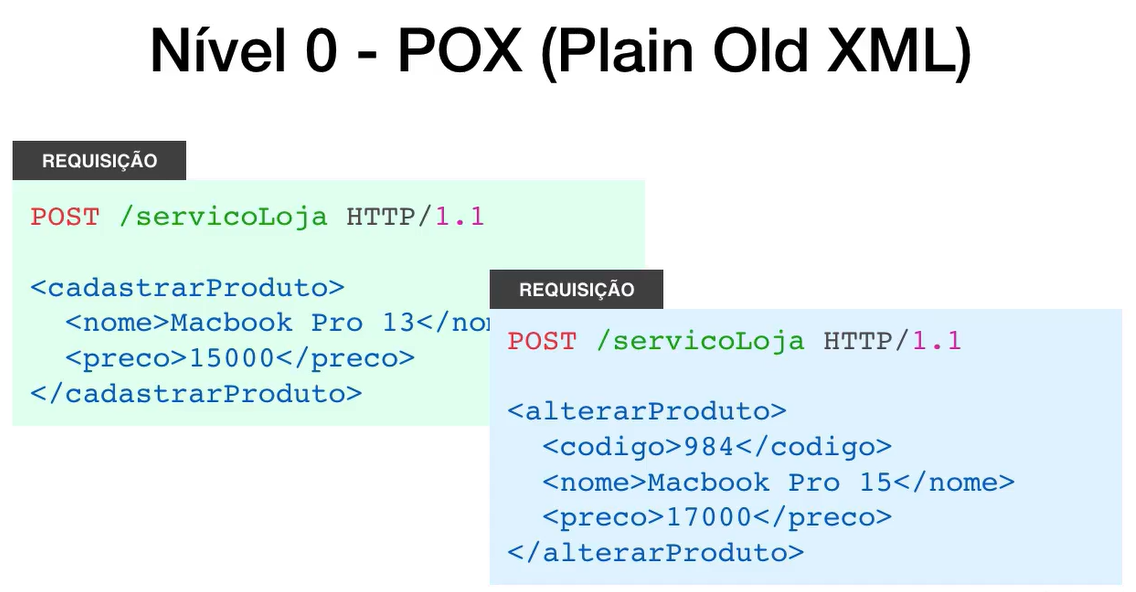 Nível 0 - POX (Plain Old XML)
REQUISIÇÃO
POST /servicoLoja HTTP/1.1
<cadastrarProduto>
<nome>Macbook Pro 13</nom
<preco>15000</preco>
</cadastrarProduto>
REQUISIÇÃO
POST /servicoLoja HTTP/1.1
<alterarProduto>
<codigo>984</codigo>
<nome>Macbook Pro 15</nome>
<preco>17000</preco>
</alterarProduto>